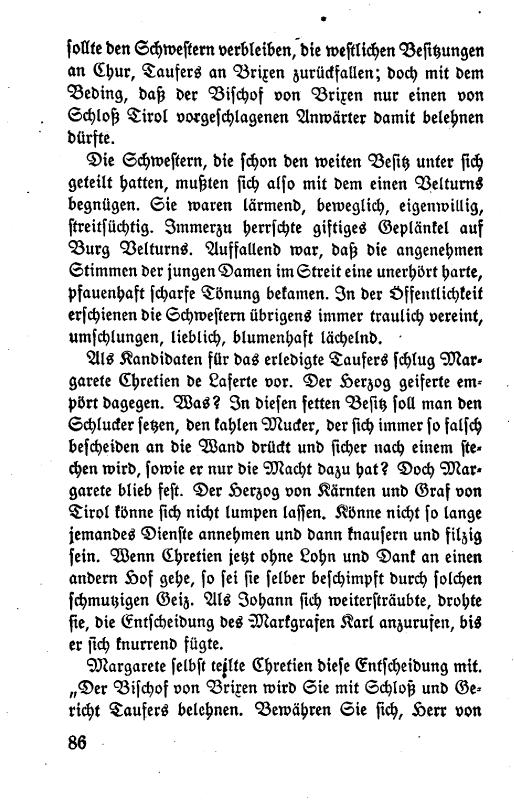 sollte den Schwestern verbleiben, die westlichen Besitzungen
an Chur, Taufers an Brixen zurückfallen; doch mit dem
Beding, daß der Bischof von Brixen nur einen von
Schloß Tirol vorgeschlagenen Anwärter damit belehnen
dürfte.
Die Schwestern, die schon den weiten Besitz unter sich
geteilt hatten, mußten sich also mit dem einen Velturns
begnügen. Sie waren lärmend, beweglich, eigenwillig,
streitsüchtig. Immerzu herrschte giftiges Geplänkel auf
Burg Velturns. Auffallend war, daß die angenehmen
Stimmen der jungen Damen im Streit eine unerhört harte,
pfauenhaft scharfe Tönung bekamen. In der Öffentlichkeit
erschienen die Schwestern übrigens immer traulich vereint,
umschlungen, lieblich, blumenhaft lächelnd.
Als Kandidaten für das erledigte Taufers schlug Mar-
garete Chretien de Laferte vor. Der Herzog geiferte em-
pört dagegen. Was? In diesen fetten Besitz soll man den
Schlucker setzen, den kahlen Mucker, der sich immer so falsch
bescheiden an die Wand drückt und sicher nach einem ste-
chen wird, sowie er nur die Macht dazu hat? Doch Mar-
garete blieb fest. Der Herzog von Kärnten und Graf von
Tirol könne sich nicht lumpen lassen. Könne nicht so lange
jemandes Dienste annehmen und dann knausern und filzig
sein. Wenn Chretien jetzt ohne Lohn und Dank an einen
andern Hof gehe, so sei sie selber beschimpft durch solchen
schmutzigen Geiz. Als Johann sich weitersträubte, drohte
sie, die Entscheidung des Markgrafen Karl anzurufen, bis
er sich knurrend fügte.
Margarete selbst teilte Chretien diese Entscheidung mit.
„Der Bischof von Brixen wird Sie mit Schloß und Ge-
richt Taufers belehnen. Bewähren Sie sich, Herr von
86